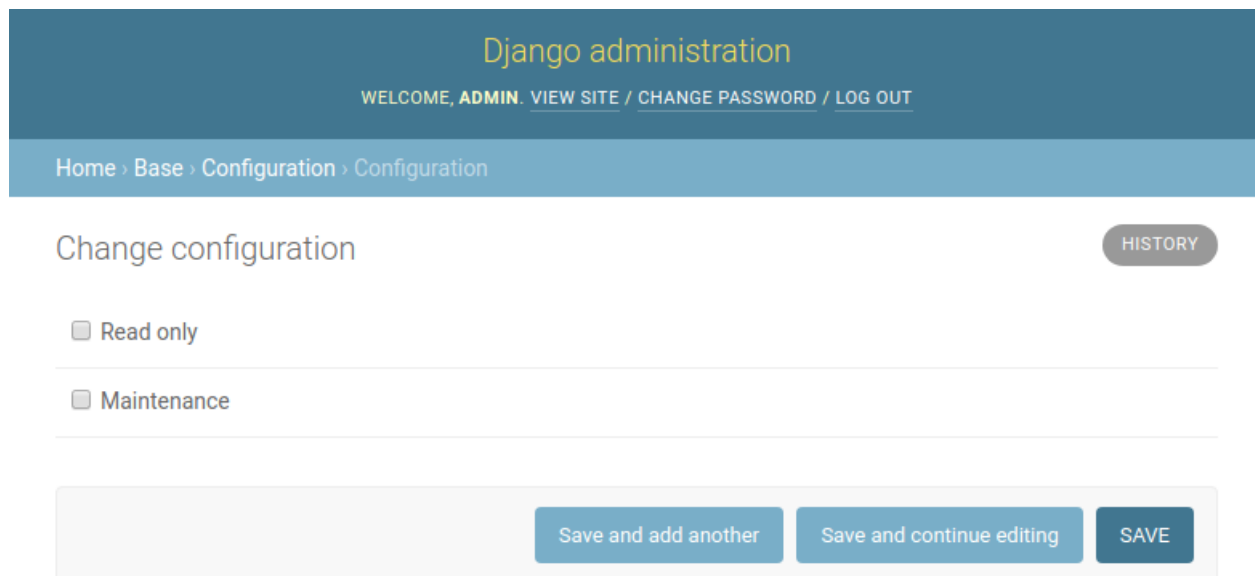 Django administration
WELCOME, ADMIN. VIEW SITE / CHANGE PASSWORD / LOG OUT
Home › Base › Configuration › Configuration
Change configuration
HISTORY
Read only
Maintenance
Save and add another
Save and continue editing
SAVE